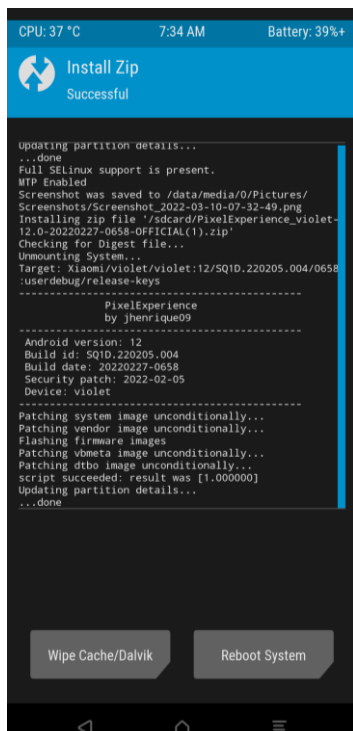 CPU: 37 °C 7:34 AM Battery: 39%+
Install Zip
Successful
Updating partition details...
...done
Full SELinux support is present.
MTP Enabled
Screenshot was saved to /data/media/0/Pictures/
Screenshots/Screenshot_2022-03-10-07-32-49.png
Installing zip file '/sdcard/PixelExperience_violet-
12.0-20220227-0658-OFFICIAL(1).zip'
Checking for Digest file...
Unmounting System...
Target: Xiaomi/violet/violet:12/SQ1D.220205.004/0658
:userdebug/release-keys
----------------------------------------------
PixelExperience
by jhenrique09
----------------------------------------------
Android version: 12
Build id: SQ1D.220205.004
Build date: 20220227-0658
Security patch: 2022-02-05
Device: violet
----------------------------------------------
Patching system image unconditionally...
Patching vendor image unconditionally...
Flashing firmware images
Patching vbmeta image unconditionally...
Patching dtbo image unconditionally...
script succeeded: result was [1.000000]
Updating partition details...
...done
Wipe Cache/Dalvik Reboot System